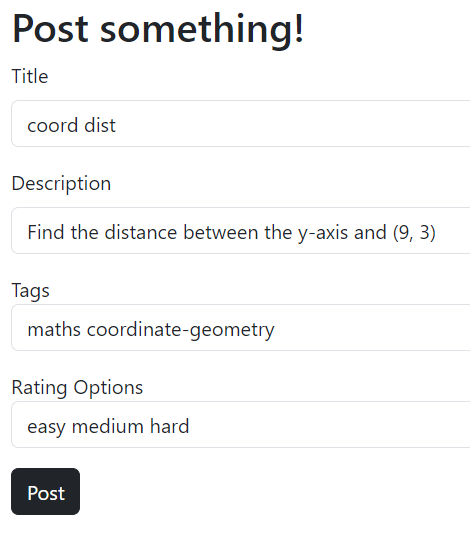 Post something!
Title
coord dist
Description
Find the distance between the y-axis and (9, 3)
Tags
maths coordinate-geometry
Rating Options
easy medium hard
Post